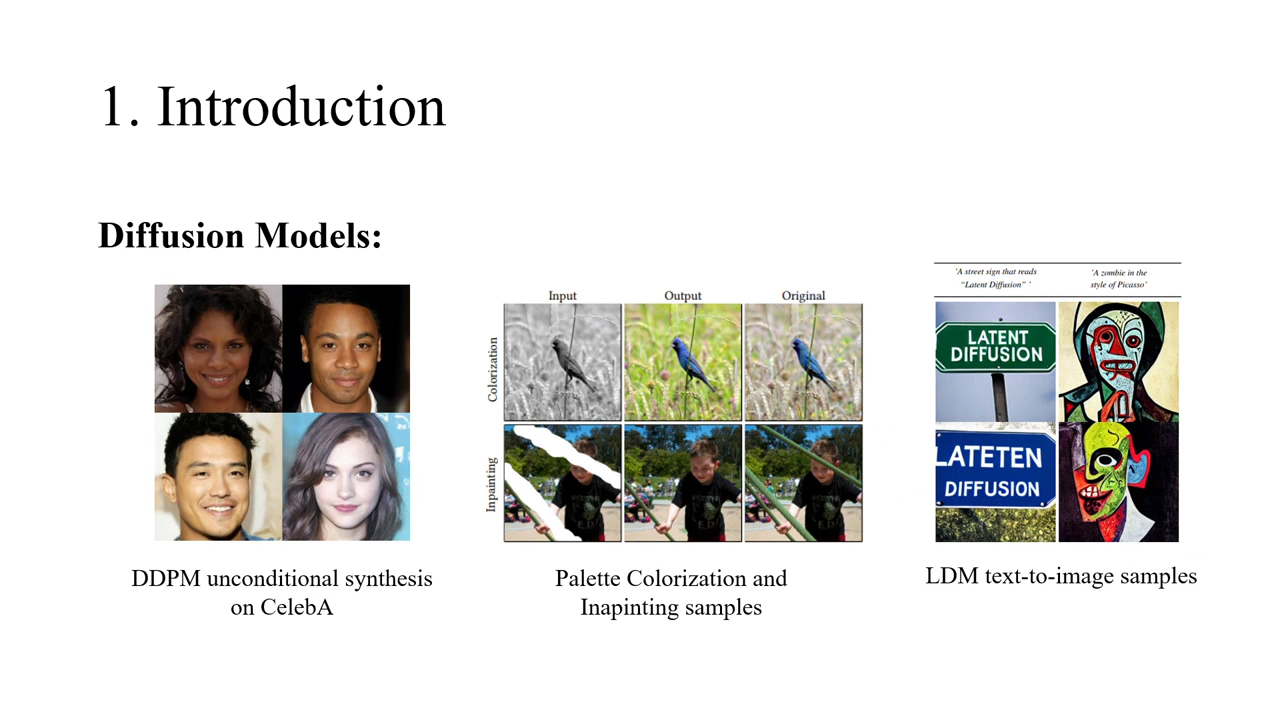 1. Introduction
Diffusion Models:
DDPM unconditional synthesis
on CelebA
Input Output Original
Colorization
Inpainting
Palette Colorization and
Inapinting samples
'A street sign that reads
"Latent Diffusion" '
'A zombie in the
style of Picasso'
LATENT
DIFFUSION
LATETEN
DIFFUSION
LDM text-to-image samples